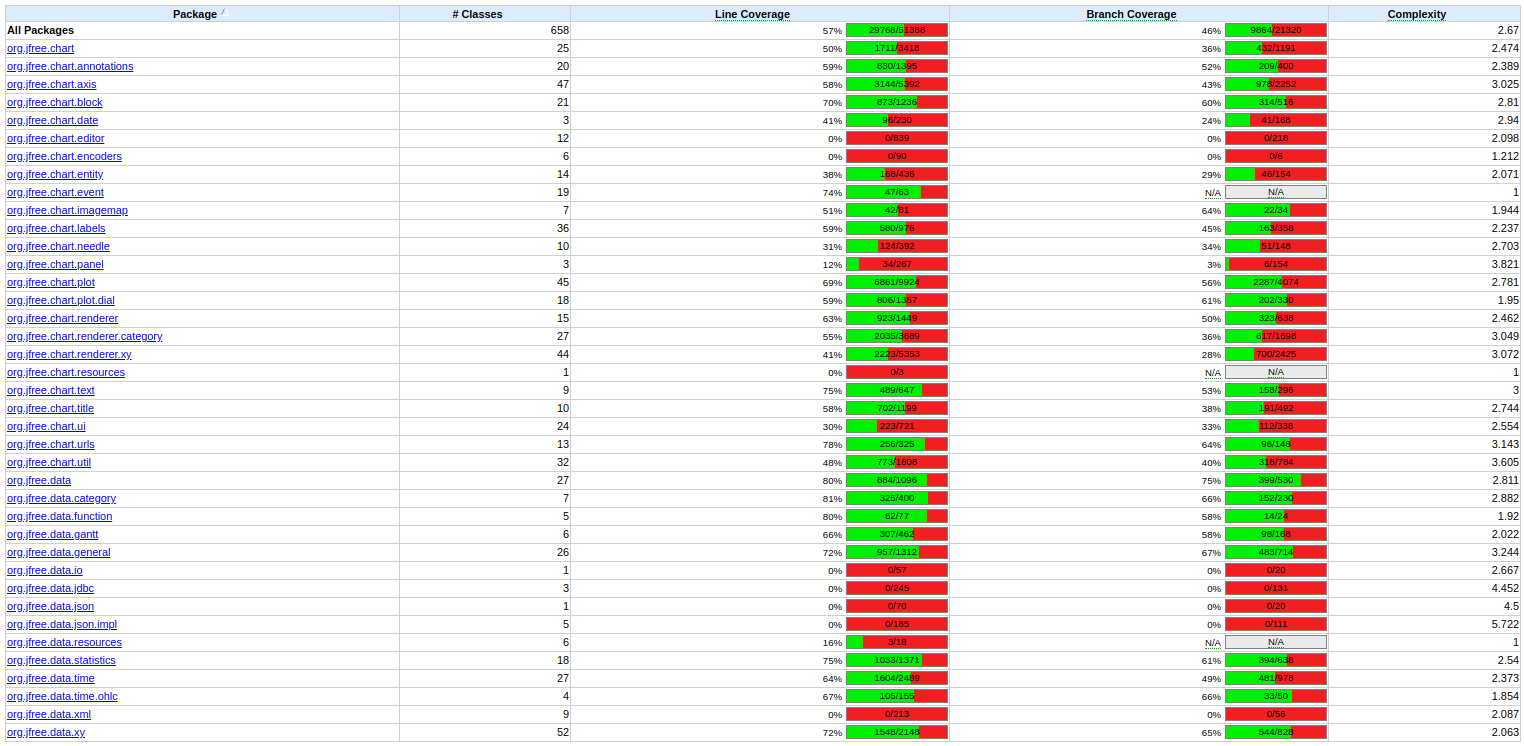 Package # Classes Line Coverage Branch Coverage Complexity
All Packages 658 57% 29768/51388 46% 9864/21320 2.67
org.jfree.chart 25 50% 1711/3418 36% 432/1191 2.474
org.jfree.chart.annotations 20 59% 830/1395 52% 209/400 2.389
org.jfree.chart.axis 47 58% 3144/5392 43% 978/2252 3.025
org.jfree.chart.block 21 70% 873/1236 60% 314/516 2.81
org.jfree.chart.date 3 41% 96/230 24% 41/168 2.94
org.jfree.chart.editor 12 0% 0/839 0% 0/218 2.098
org.jfree.chart.encoders 6 0% 0/90 0% 0/6 1.212
org.jfree.chart.entity 14 38% 168/436 29% 46/154 2.071
org.jfree.chart.event 19 74% 47/63 N/A N/A 1
org.jfree.chart.imagemap 7 51% 42/81 64% 22/34 1.944
org.jfree.chart.labels 36 59% 580/976 45% 163/358 2.237
org.jfree.chart.needle 10 31% 124/392 34% 51/148 2.703
org.jfree.chart.panel 3 12% 34/267 3% 6/154 3.821
org.jfree.chart.plot 45 69% 6861/9924 56% 2287/4074 2.781
org.jfree.chart.plot.dial 18 59% 806/1357 61% 202/330 1.95
org.jfree.chart.renderer 15 63% 923/1449 50% 323/638 2.462
org.jfree.chart.renderer.category 27 55% 2035/3689 36% 617/1698 3.049
org.jfree.chart.renderer.xy 44 41% 2223/5353 28% 700/2425 3.072
org.jfree.chart.resources 1 0% 0/3 N/A N/A 1
org.jfree.chart.text 9 75% 489/647 53% 158/296 3
org.jfree.chart.title 10 58% 702/1199 38% 191/492 2.744
org.jfree.chart.ui 24 30% 223/721 33% 112/338 2.554
org.jfree.chart.urls 13 78% 256/325 64% 96/148 3.143
org.jfree.chart.util 32 48% 773/1608 40% 318/784 3.605
org.jfree.data 27 80% 884/1096 75% 399/530 2.811
org.jfree.data.category 7 81% 325/400 66% 152/230 2.882
org.jfree.data.function 5 80% 62/77 58% 14/24 1.92
org.jfree.data.gantt 6 66% 307/462 58% 98/168 2.022
org.jfree.data.general 26 72% 957/1312 67% 483/714 3.244
org.jfree.data.io 1 0% 0/57 0% 0/20 2.667
org.jfree.data.jdbc 3 0% 0/245 0% 0/131 4.452
org.jfree.data.json 1 0% 0/70 0% 0/20 4.5
org.jfree.data.json.impl 5 0% 0/185 0% 0/111 5.722
org.jfree.data.resources 6 16% 3/18 N/A N/A 1
org.jfree.data.statistics 18 75% 1033/1371 61% 394/638 2.54
org.jfree.data.time 27 64% 1604/2489 49% 481/978 2.373
org.jfree.data.time.ohlc 4 67% 105/155 66% 33/50 1.854
org.jfree.data.xml 9 0% 0/213 0% 0/56 2.087
org.jfree.data.xy 52 72% 1548/2148 65% 544/828 2.063